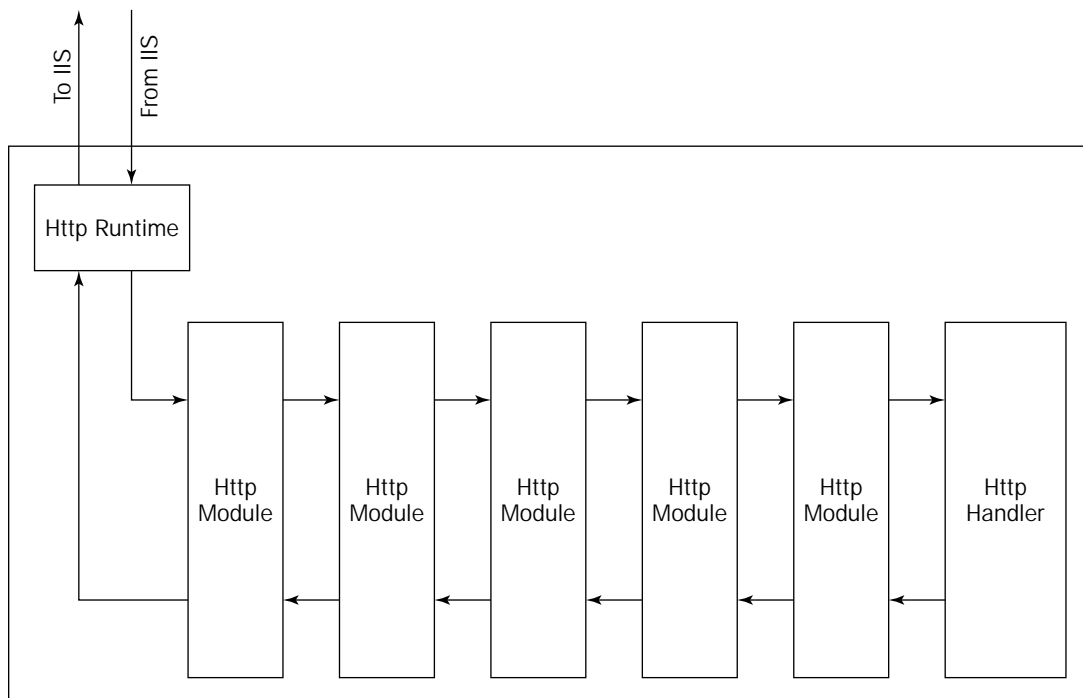 To IIS
From IIS
Http Runtime
Http
Module
Http
Module
Http
Module
Http
Module
Http
Module
Http
Handler